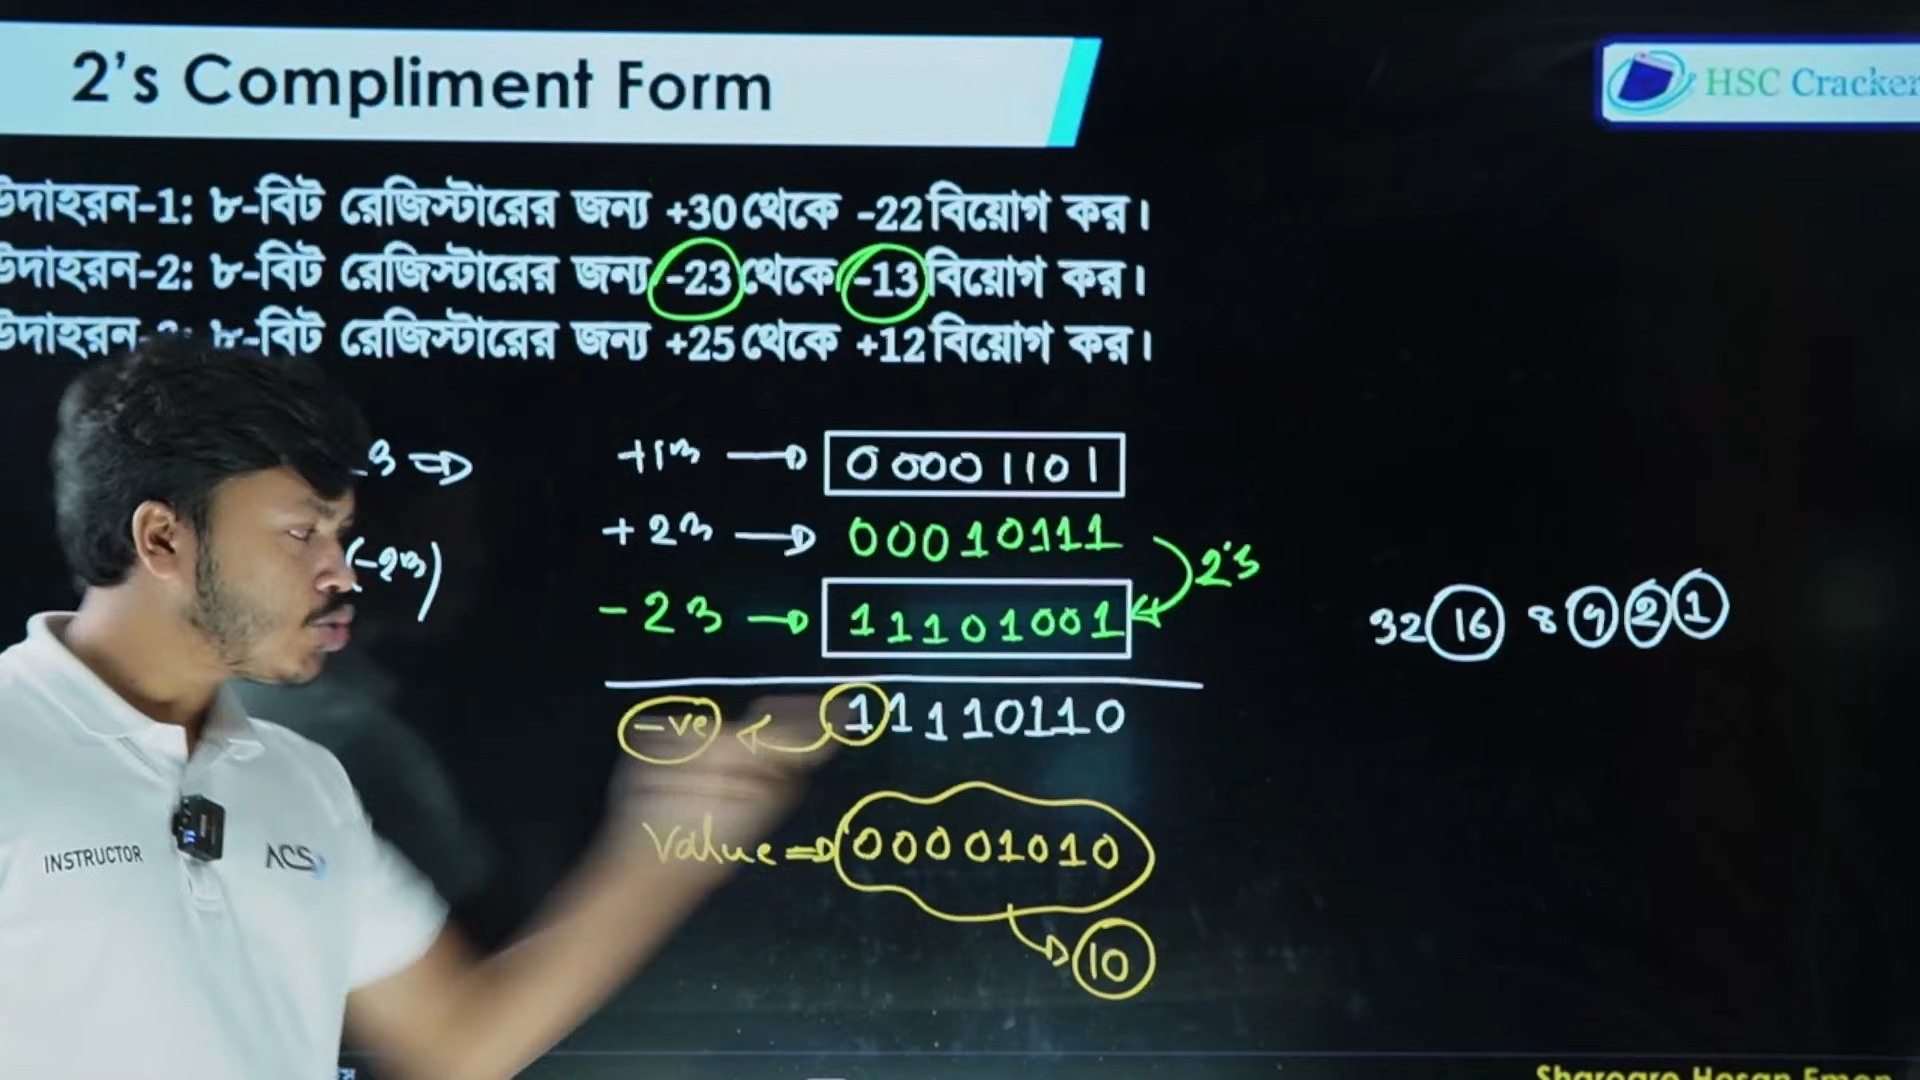 2's Compliment Form
HSC Cracker
উদাহরন-1: ৮-বিট রেজিস্টারের জন্য +30 থেকে -22 বিয়োগ কর।
উদাহরন-2: ৮-বিট রেজিস্টারের জন্য -23 থেকে -13 বিয়োগ কর।
৮-বিট রেজিস্টারের জন্য +25 থেকে +12 বিয়োগ কর।
+13 → 00001101
+23 → 00010111
(-23)
2's
-23 → 11101001
32 16 8 4 2 1
-ve ← 11110110
Value ⇒ 00001010
10
INSTRUCTOR ACS